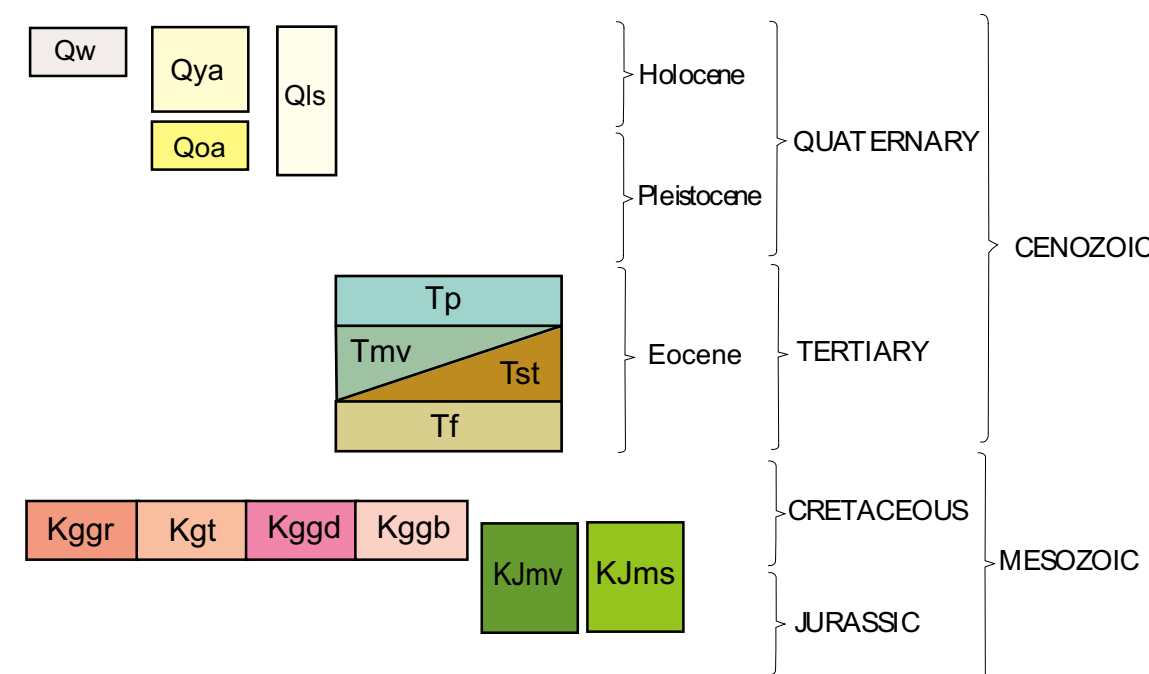 Qw
Qya
Qls
Qoa
Holocene
QUATERNARY
Pleistocene
CENOZOIC
Tp
Tmv
Tst
Eocene
TERTIARY
Tf
Kggr
Kgt
Kggd
Kggb
CRETACEOUS
KJmv
KJms
MESOZOIC
JURASSIC